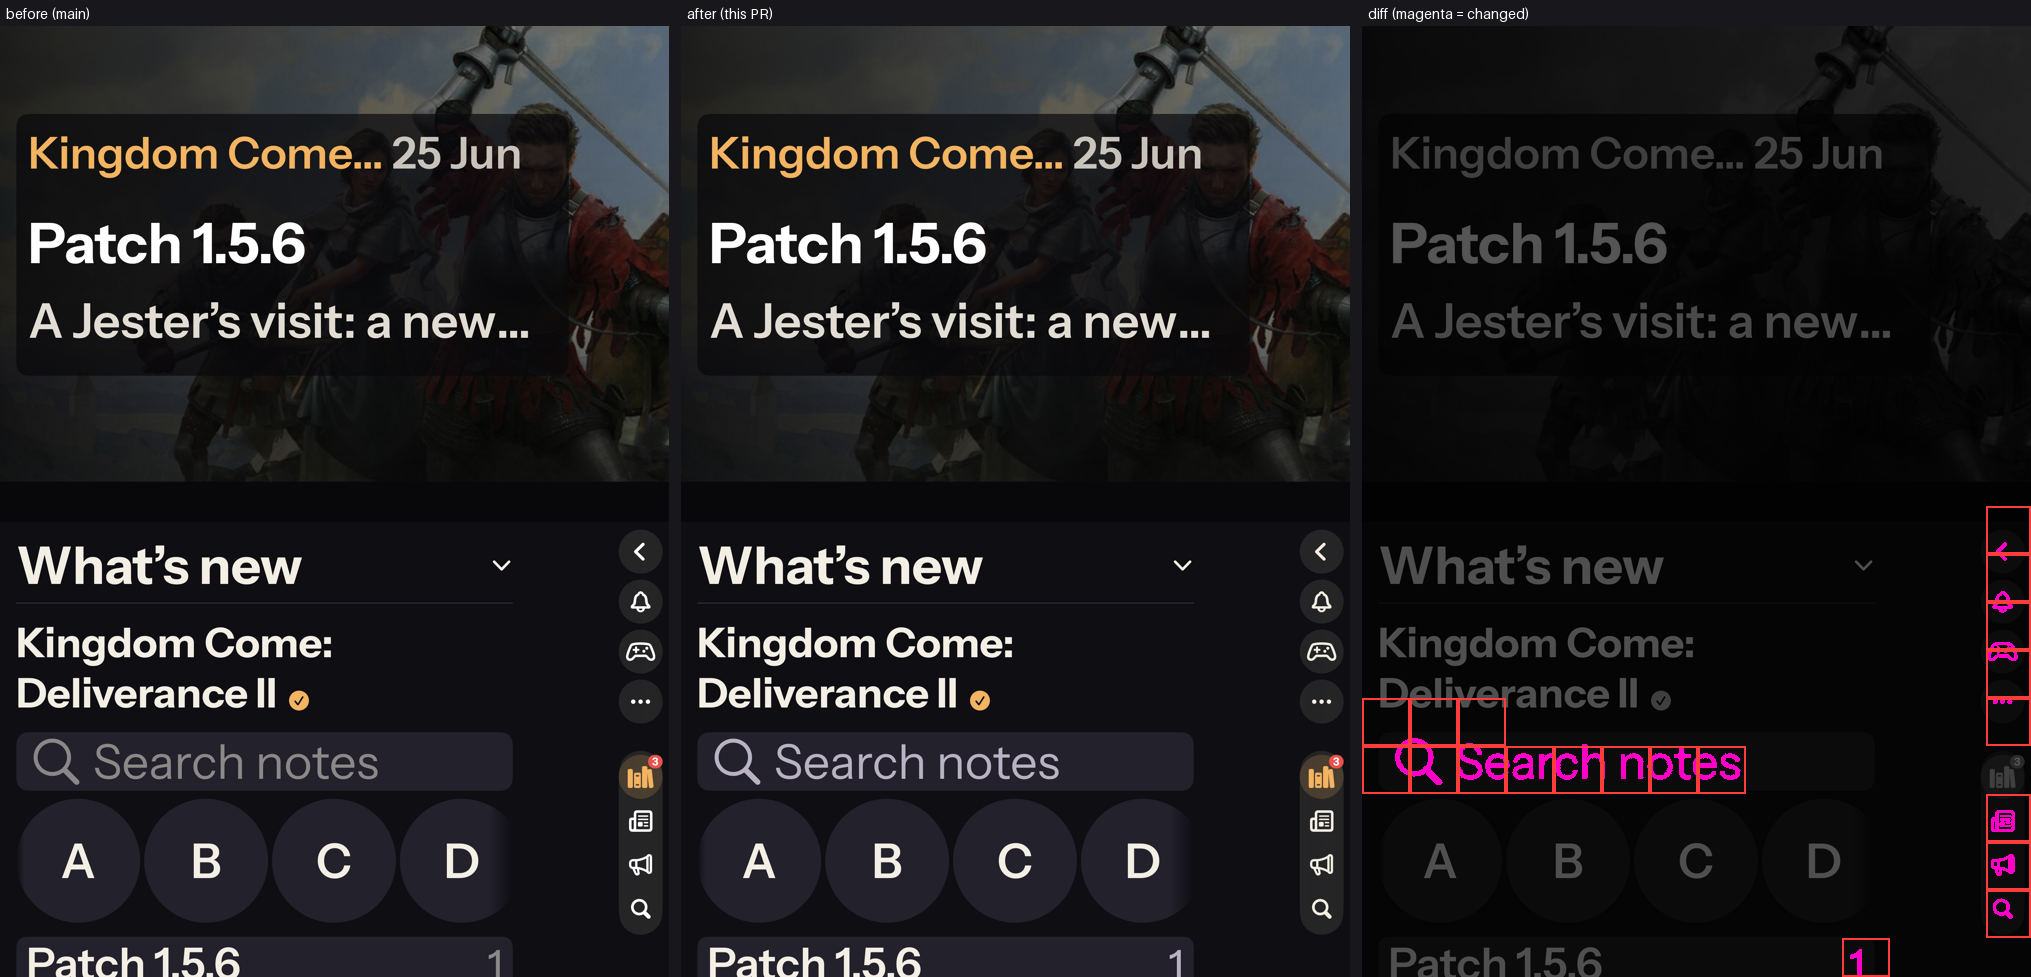 before (main)
Kingdom Come... 25 Jun
Patch 1.5.6
A Jester's visit: a new...
What's new
Kingdom Come:
Deliverance II
Search notes
3
A B C D
Patch 1.5.6 1
after (this PR)
Kingdom Come... 25 Jun
Patch 1.5.6
A Jester's visit: a new...
What's new
Kingdom Come:
Deliverance II
Search notes
3
A B C D
Patch 1.5.6 1
diff (magenta = changed)
Kingdom Come... 25 Jun
Patch 1.5.6
A Jester's visit: a new...
What's new
Kingdom Come:
Deliverance II
Search notes
3
A B C D
Patch 1.5.6 1